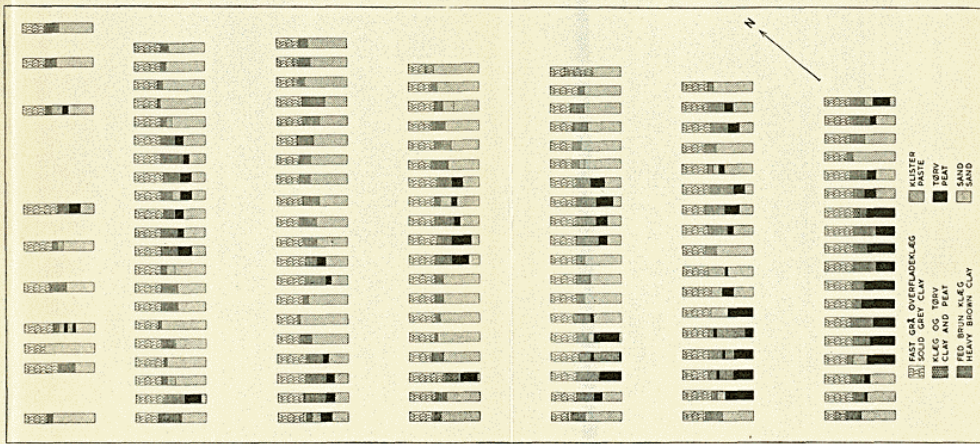 N
FAST GRÅ OVERFLADEKLÆG
SOLID GREY CLAY
KLÆG OG TØRV
CLAY AND PEAT
FED BRUN KLÆG
HEAVY BROWN CLAY
KLISTER
PASTE
TØRV
PEAT
SAND
SAND